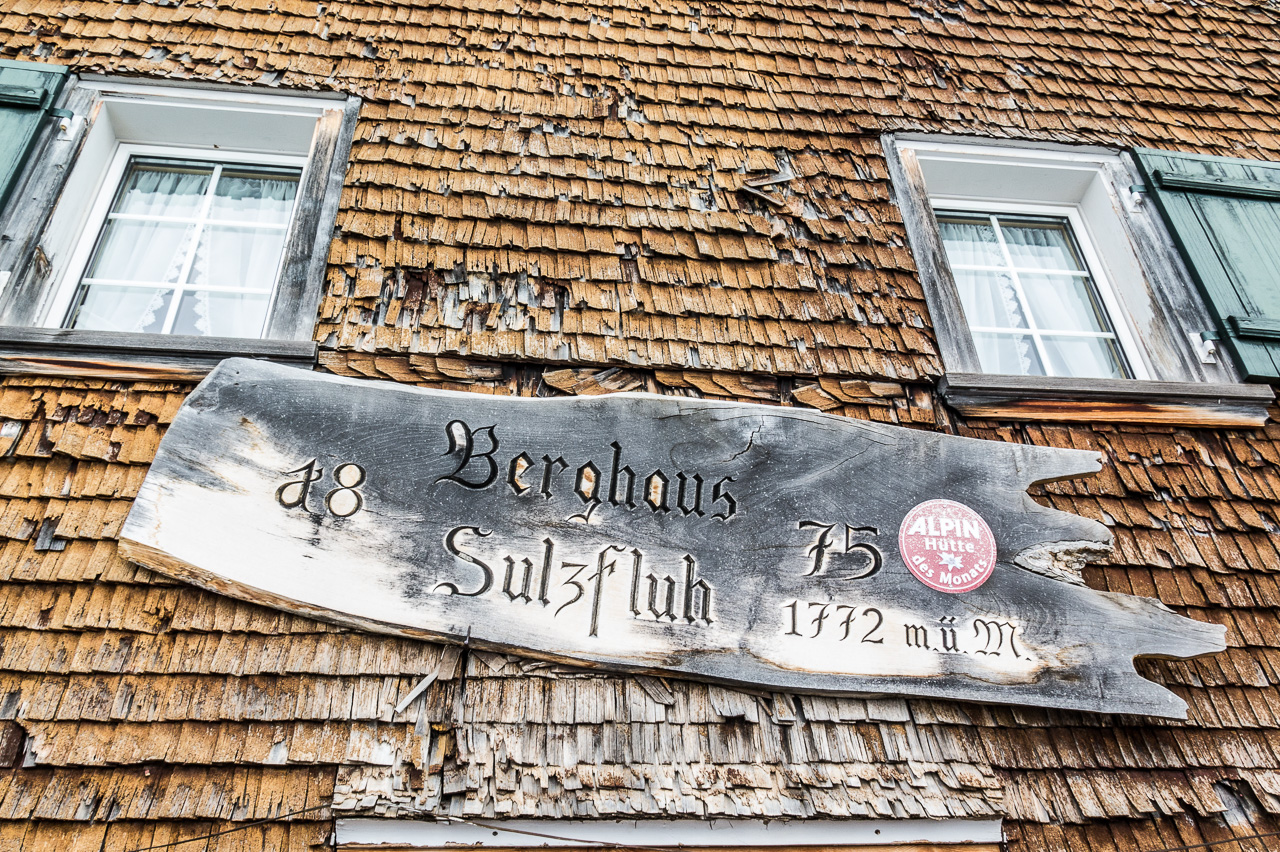 18 Berghaus
Sulzfluh 75
1772 m.ü.M.
ALPIN
Hütte
des Monats